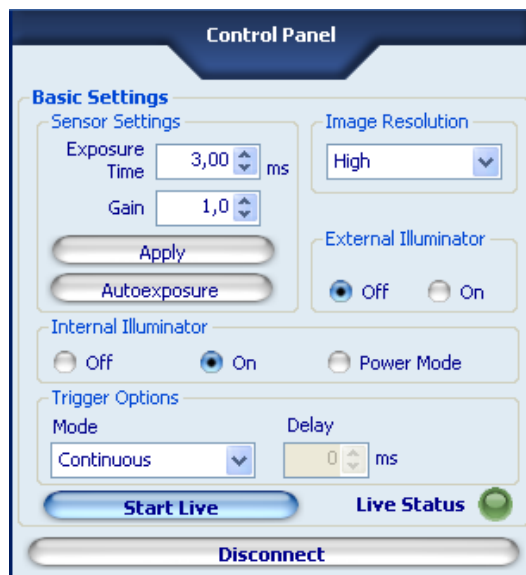 Control Panel
Basic Settings
Sensor Settings
Exposure Time
3,00
ms
Gain
1,0
Apply
Autoexposure
Image Resolution
High
External Illuminator
Off
On
Internal Illuminator
Off
On
Power Mode
Trigger Options
Mode
Continuous
Delay
0
ms
Start Live
Live Status
Disconnect